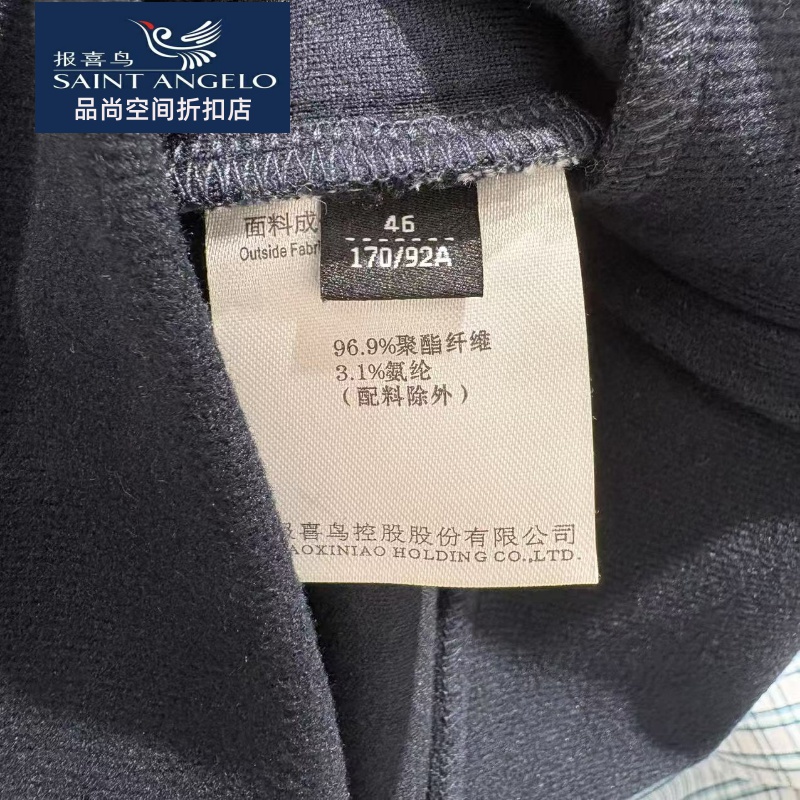 报喜鸟
SAINT ANGELO
品尚空间折扣店
面料成
Outside Fabri
46
170/92A
96.9%聚酯纤维
3.1%氨纶
（配料除外）
报喜鸟控股股份有限公司
AOXINIAO HOLDING CO.,LTD.